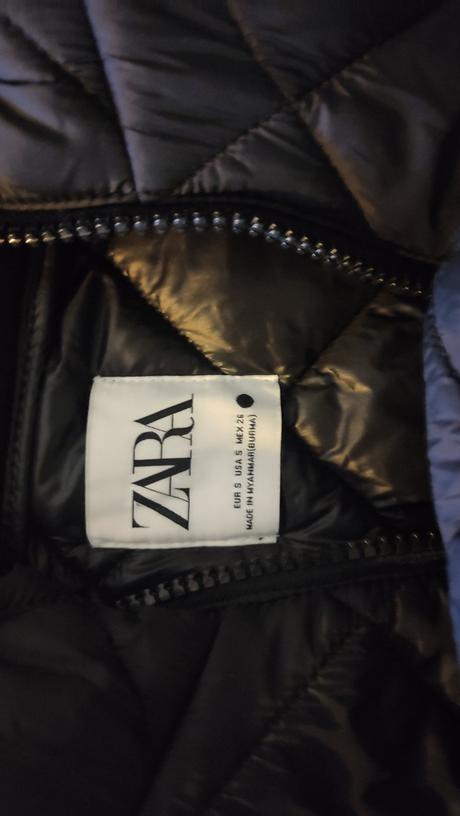 ZARA
EUR S USA S MEX 26
MADE IN MYANMAR(BURMA)